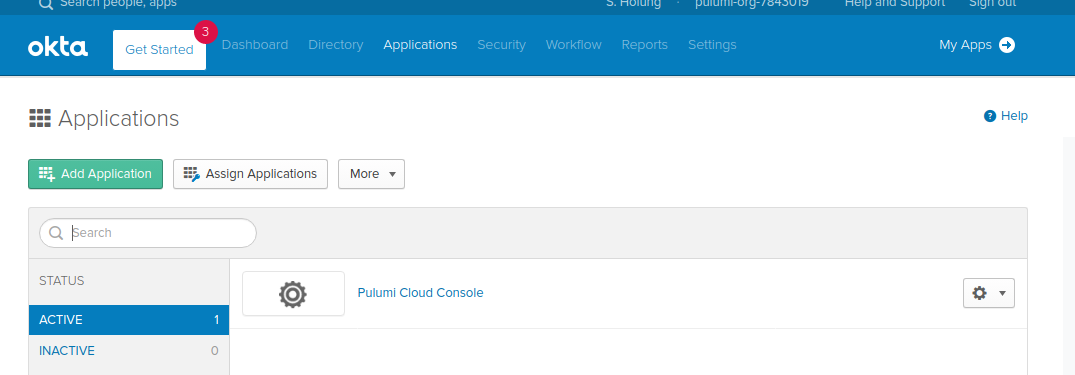 Search people, apps
S. Holung · pulumi-org-7843019 Help and Support Sign out
okta Get Started 3 Dashboard Directory Applications Security Workflow Reports Settings My Apps
Applications
? Help
Add Application Assign Applications More
Search
STATUS
ACTIVE 1
INACTIVE 0
Pulumi Cloud Console